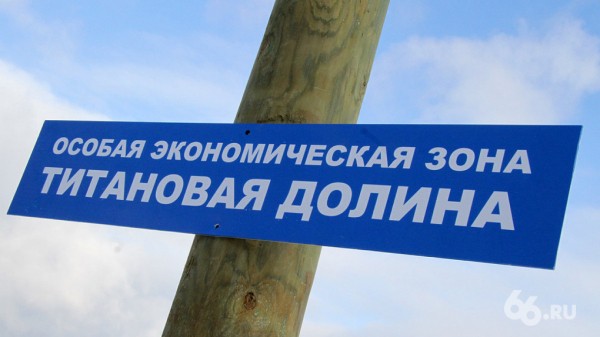 ОСОБАЯ ЭКОНОМИЧЕСКАЯ ЗОНА
ТИТАНОВАЯ ДОЛИНА
66.RU